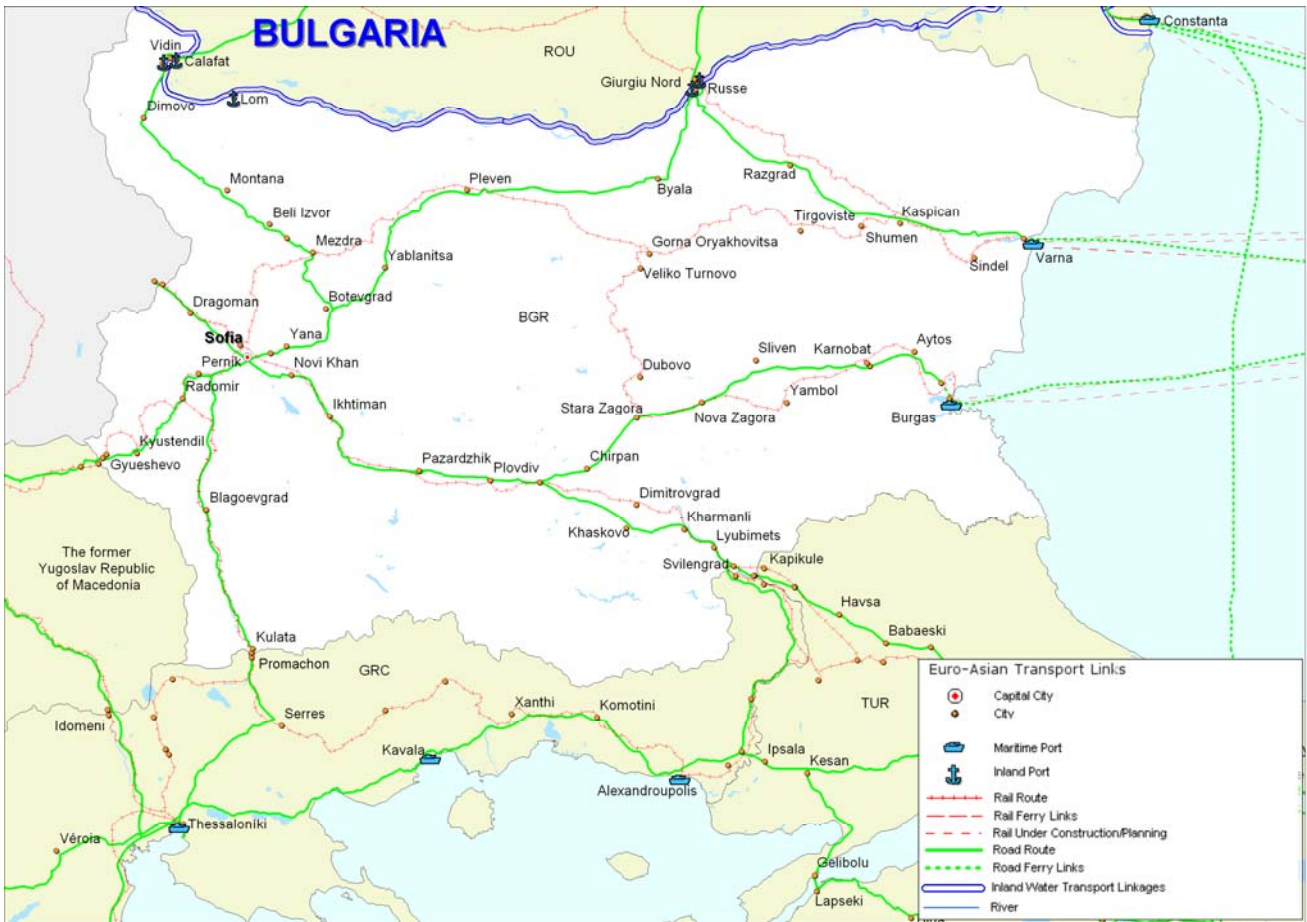 BULGARIA
Constanta
Vidin
ROU
Calafat
Giurgiu Nord
Russe
Lom
Dimovo
Razgrad
Montana
Pleven
Byala
Beli Izvor
Tirgoviste
Kaspican
Mezdra
Shumen
Gorna Oryakhovitsa
Varna
Yablanitsa
Sindel
Veliko Turnovo
Dragoman
Botevgrad
BGR
Sofia
Yana
Sliven
Karnobat
Aytos
Pernik
Novi Khan
Dubovo
Radomir
Yambol
Ikhtiman
Stara Zagora
Nova Zagora
Burgas
Kyustendil
Gyueshevo
Pazardzhik
Plovdiv
Chirpan
Blagoevgrad
Dimitrovgrad
Kharmanli
Khaskovo
Lyubimets
The former
Yugoslav Republic
of Macedonia
Svilengrad
Kapikule
Havsa
Babaeski
Kulata
Promachon
GRC
TUR
Idomeni
Serres
Xanthi
Komotini
Kavala
Ipsala
Kesan
Alexandroupolis
Thessaloníki
Véroia
Gelibolu
Lapseki
Euro-Asian Transport Links
Capital City
City
Maritime Port
Inland Port
Rail Route
Rail Ferry Links
Rail Under Construction/Planning
Road Route
Road Ferry Links
Inland Water Transport Linkages
River